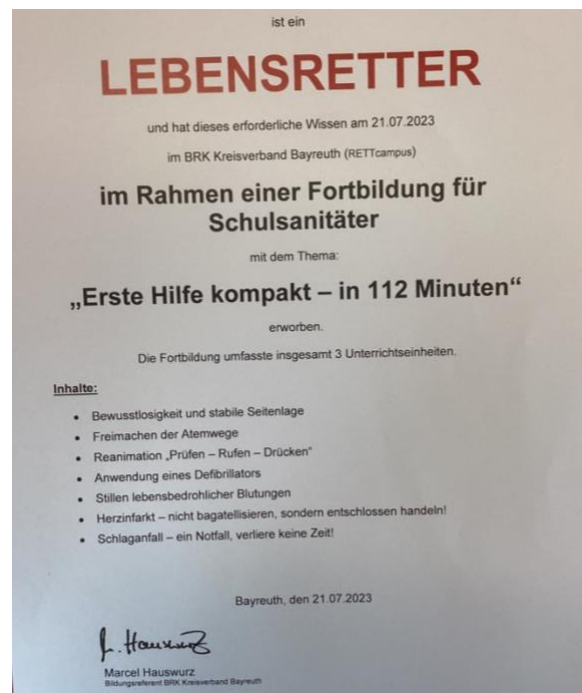 ist ein
LEBENSRETTER
und hat dieses erforderliche Wissen am 21.07.2023
im BRK Kreisverband Bayreuth (RETTcampus)
im Rahmen einer Fortbildung für
Schulsanitäter
mit dem Thema:
„Erste Hilfe kompakt – in 112 Minuten“
erworben.
Die Fortbildung umfasste insgesamt 3 Unterrichtseinheiten.
Inhalte:
• Bewusstlosigkeit und stabile Seitenlage
• Freimachen der Atemwege
• Reanimation „Prüfen – Rufen – Drücken“
• Anwendung eines Defibrillators
• Stillen lebensbedrohlicher Blutungen
• Herzinfarkt – nicht bagatellisieren, sondern entschlossen handeln!
• Schlaganfall – ein Notfall, verliere keine Zeit!
Bayreuth, den 21.07.2023
M. Hauswurz
Marcel Hauswurz
Bildungsreferent BRK Kreisverband Bayreuth